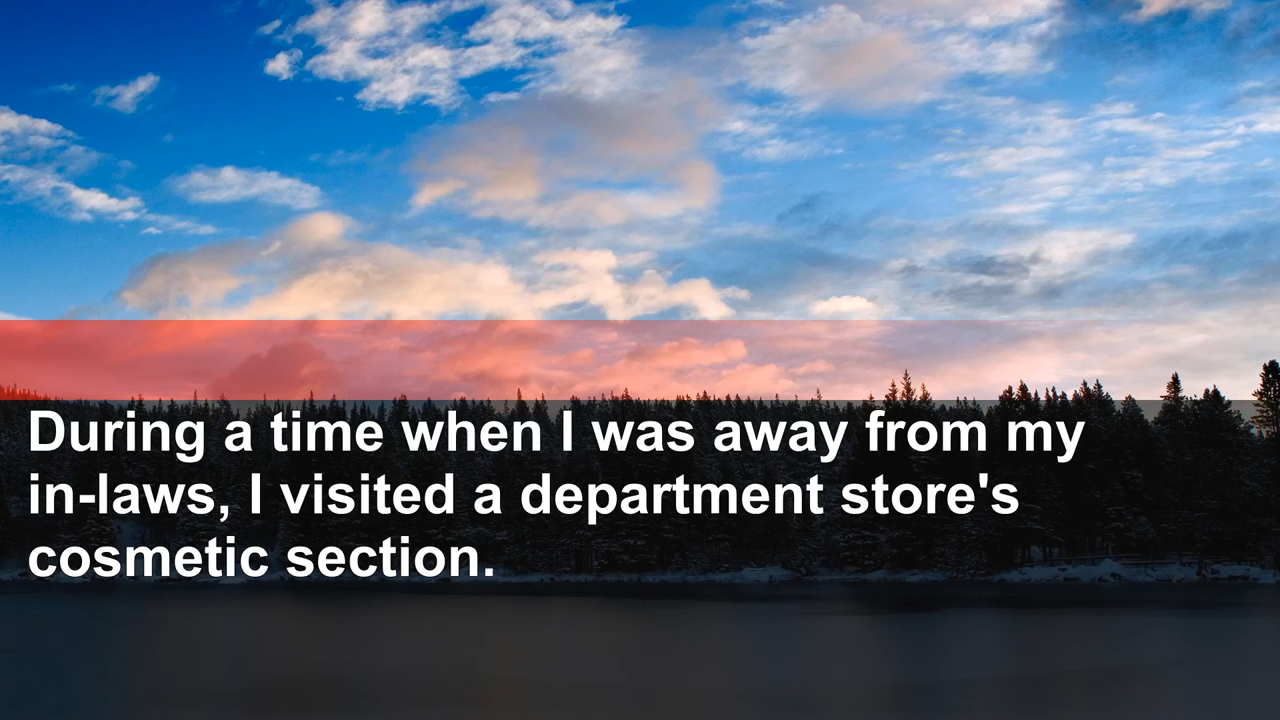 During a time when I was away from my
in-laws, I visited a department store's
cosmetic section.